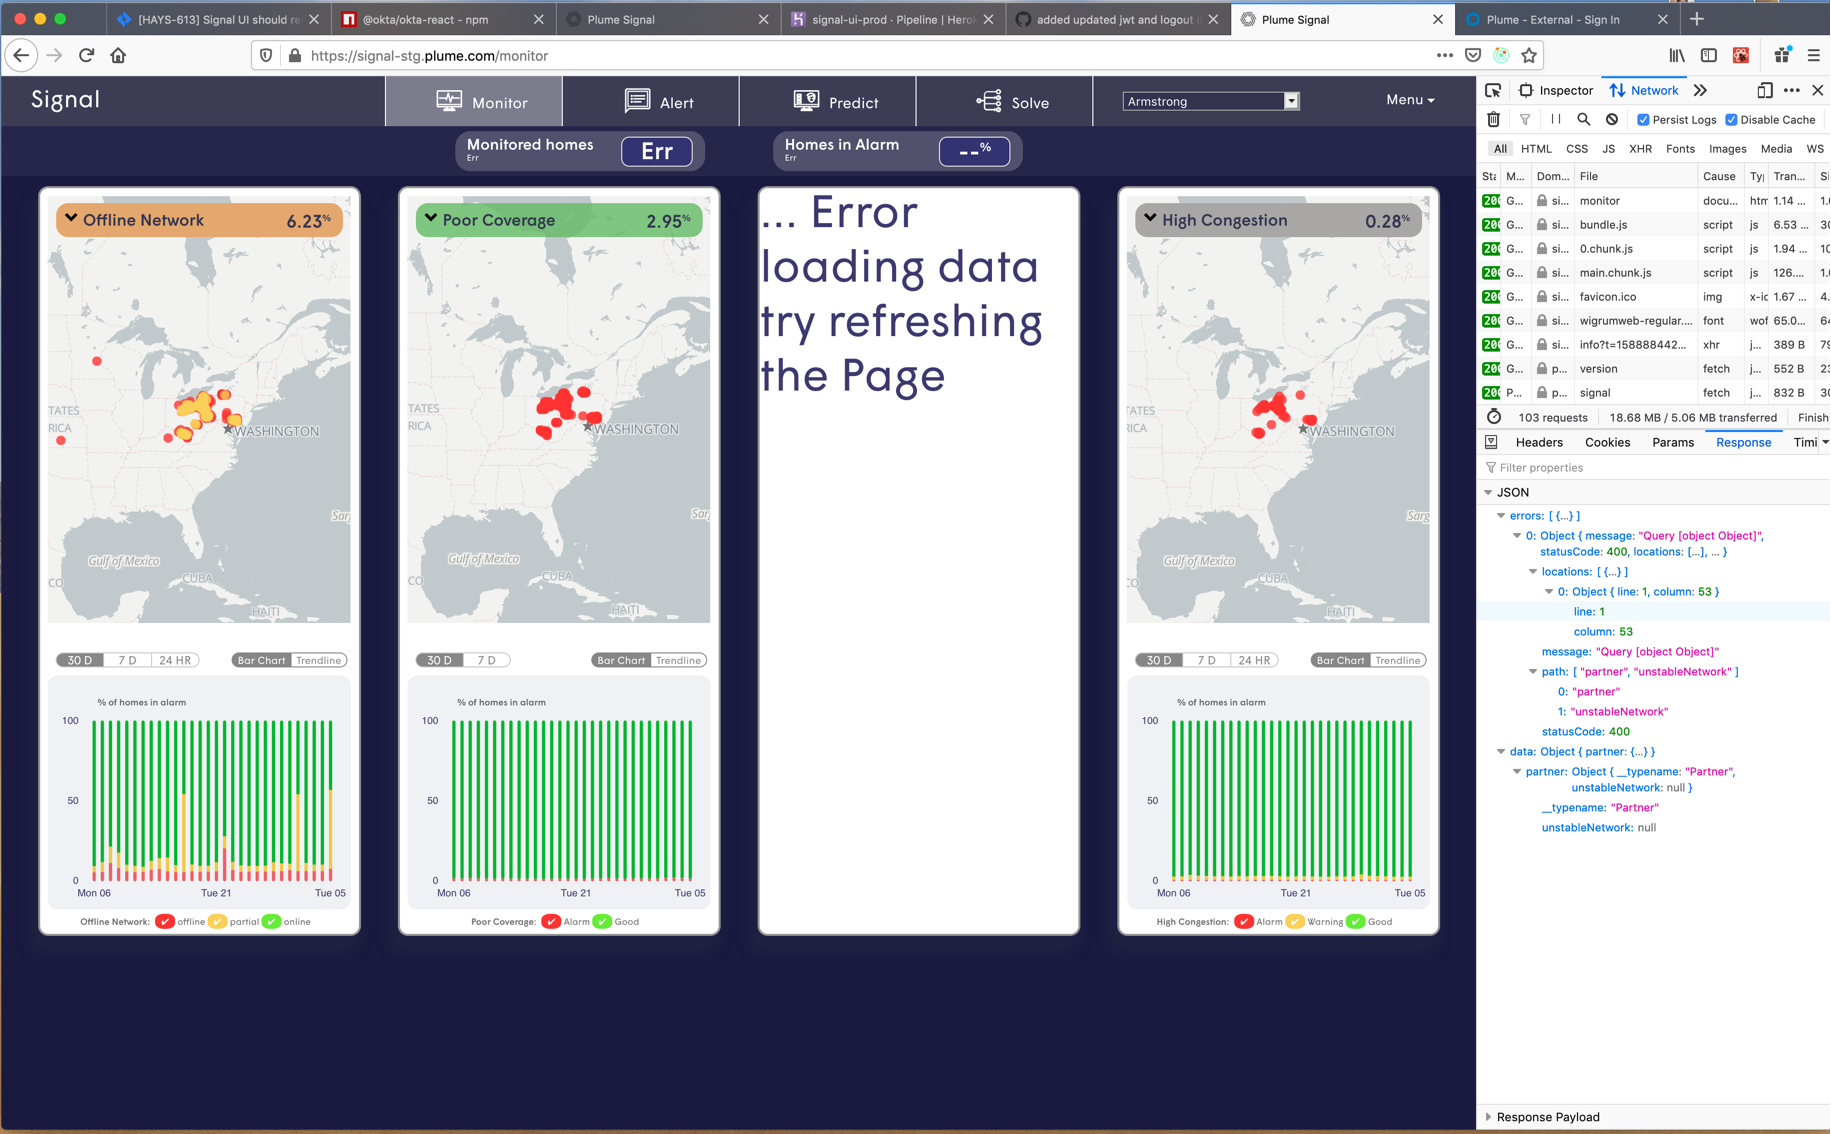 [HAYS-613] Signal UI should re
@okta/okta-react - npm
Plume Signal
signal-ui-prod · Pipeline | Herok
added updated jwt and logout
Plume Signal
Plume - External - Sign In
https://signal-stg.plume.com/monitor
Signal
Monitor
Alert
Predict
Solve
Armstrong
Menu
Monitored homes
Err
Err
Homes in Alarm
Err
--%
Offline Network 6.23%
WASHINGTON
TATES
RICA
Gulf of Mexico
CUBA
HAITI
Sar
CO
30 D 7 D 24 HR
Bar Chart Trendline
% of homes in alarm
100
50
0
Mon 06 Tue 21 Tue 05
Offline Network: offline partial online
Poor Coverage 2.95%
WASHINGTON
TATES
RICA
Gulf of Mexico
CUBA
HAITI
Sarg
CO
30 D 7 D
Bar Chart Trendline
% of homes in alarm
100
50
0
Mon 06 Tue 21 Tue 05
Poor Coverage: Alarm Good
... Error
loading data
try refreshing
the Page
High Congestion 0.28%
WASHINGTON
TATES
RICA
Gulf of Mexico
CUBA
HAITI
Sarg
CO
30 D 7 D 24 HR
Bar Chart Trendline
% of homes in alarm
100
50
0
Mon 06 Tue 21 Tue 05
High Congestion: Alarm Warning Good
Inspector Network
Persist Logs Disable Cache
All HTML CSS JS XHR Fonts Images Media WS
Sta M... Dom... File Cause Ty Tran... Si
200 G... si... monitor docu... htm 1.14 ... 1.0
200 G... si... bundle.js script js 6.53 ... 30
200 G... si... 0.chunk.js script js 1.94 ... 10
200 G... si... main.chunk.js script js 126.... 1.0
200 G... si... favicon.ico img x-ic 1.67 ... 4.
200 G... si... wigrumweb-regular.... font wof 65.0... 64
200 G... si... info?t=158888442... xhr j... 389 B 79
200 G... p... version fetch j... 552 B 23
200 P... p... signal fetch j... 832 B 30
103 requests 18.68 MB / 5.06 MB transferred Finish
Headers Cookies Params Response Timi
Filter properties
JSON
errors: [ {…} ]
0: Object { message: "Query [object Object]",
statusCode: 400, locations: […], … }
locations: [ {…} ]
0: Object { line: 1, column: 53 }
line: 1
column: 53
message: "Query [object Object]"
path: [ "partner", "unstableNetwork" ]
0: "partner"
1: "unstableNetwork"
statusCode: 400
data: Object { partner: {…} }
partner: Object { __typename: "Partner",
unstableNetwork: null }
__typename: "Partner"
unstableNetwork: null
Response Payload